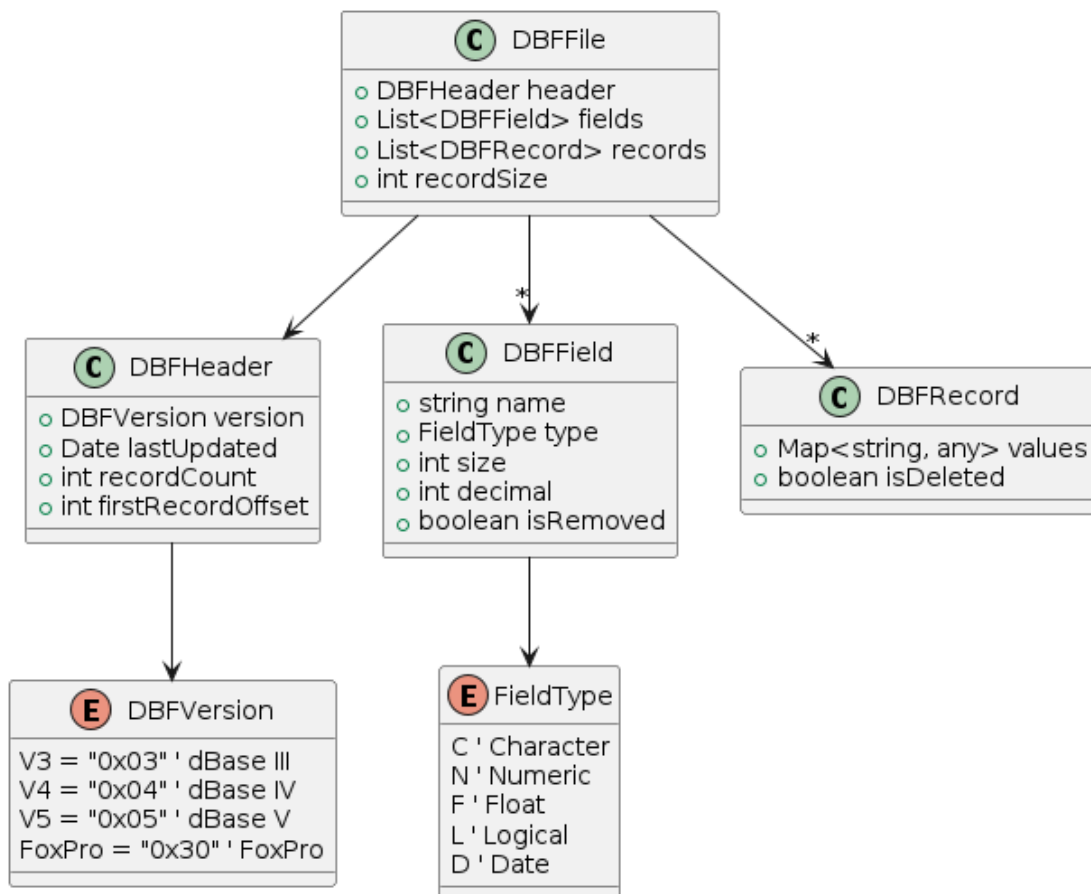 C DBFFile
DBFHeader header
List<DBFField> fields
List<DBFRecord> records
int recordSize
*
*
C DBFHeader
DBFVersion version
Date lastUpdated
int recordCount
int firstRecordOffset
C DBFField
string name
FieldType type
int size
int decimal
boolean isRemoved
C DBFRecord
Map<string, any> values
boolean isDeleted
E DBFVersion
V3 = "0x03" ' dBase III
V4 = "0x04" ' dBase IV
V5 = "0x05" ' dBase V
FoxPro = "0x30" ' FoxPro
E FieldType
C ' Character
N ' Numeric
F ' Float
L ' Logical
D ' Date